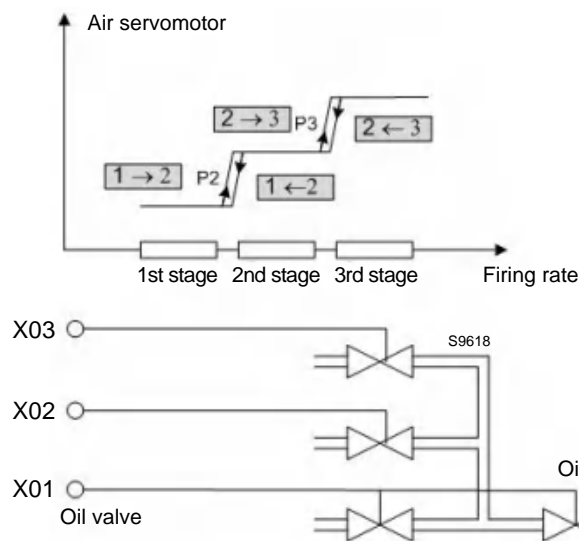 Air servomotor
2 → 3 P3
2 ← 3
1 → 2 P2
1 ←2
1st stage 2nd stage 3rd stage Firing rate
X03
S9618
X02
X01
Oi
Oil valve